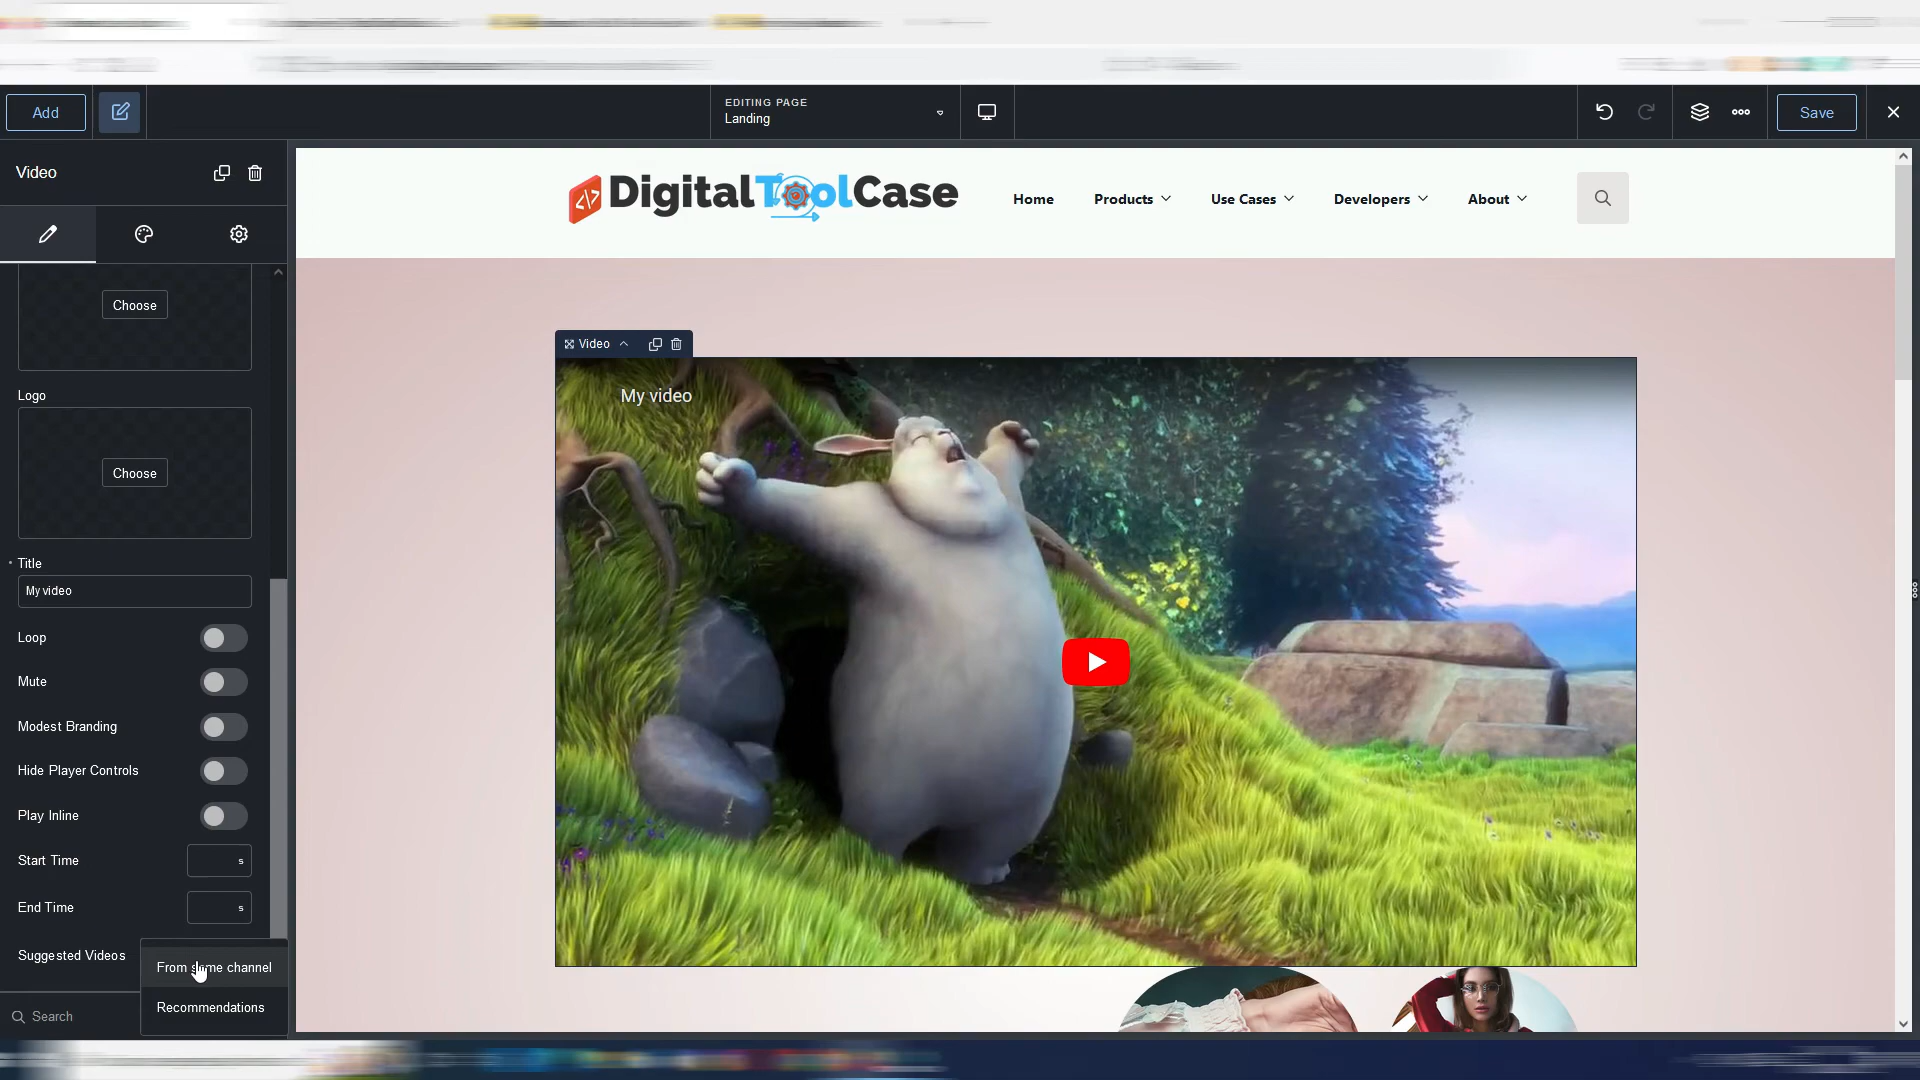 Add
EDITING PAGE
Landing
Save
Video
DigitalToolCase
Home
Products
Use Cases
Developers
About
Choose
Video
My video
Logo
Choose
Title
My video
Loop
Mute
Modest Branding
Hide Player Controls
Play Inline
Start Time
s
End Time
s
Suggested Videos
From same channel
Recommendations
Search